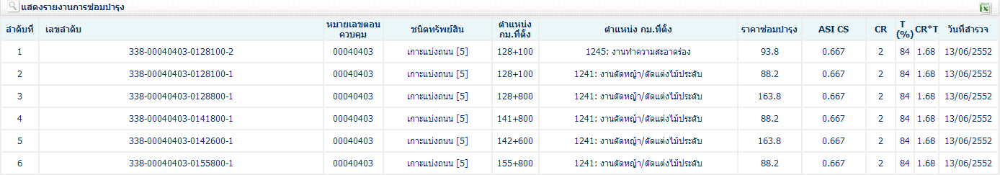 แสดงรายงานการซ่อมบำรุง
ลำดับที่ เลขลำดับ หมายเลขตอนควบคุม ชนิดทรัพย์สิน ตำแหน่ง กม.ที่ตั้ง ตำแหน่ง กม.ที่ตั้ง ราคาซ่อมบำรุง ASI CS CR T (%) CR*T วันที่สำรวจ
1 338-00040403-0128100-2 00040403 เกาะแบ่งถนน [5] 128+100 1245: งานทำความสะอาดร่อง 93.8 0.667 2 84 1.68 13/06/2552
2 338-00040403-0128100-1 00040403 เกาะแบ่งถนน [5] 128+100 1241: งานตัดหญ้า/ตัดแต่งไม้ประดับ 88.2 0.667 2 84 1.68 13/06/2552
3 338-00040403-0128800-1 00040403 เกาะแบ่งถนน [5] 128+800 1241: งานตัดหญ้า/ตัดแต่งไม้ประดับ 163.8 0.667 2 84 1.68 13/06/2552
4 338-00040403-0141800-1 00040403 เกาะแบ่งถนน [5] 141+800 1241: งานตัดหญ้า/ตัดแต่งไม้ประดับ 88.2 0.667 2 84 1.68 13/06/2552
5 338-00040403-0142600-1 00040403 เกาะแบ่งถนน [5] 142+600 1241: งานตัดหญ้า/ตัดแต่งไม้ประดับ 163.8 0.667 2 84 1.68 13/06/2552
6 338-00040403-0155800-1 00040403 เกาะแบ่งถนน [5] 155+800 1241: งานตัดหญ้า/ตัดแต่งไม้ประดับ 88.2 0.667 2 84 1.68 13/06/2552